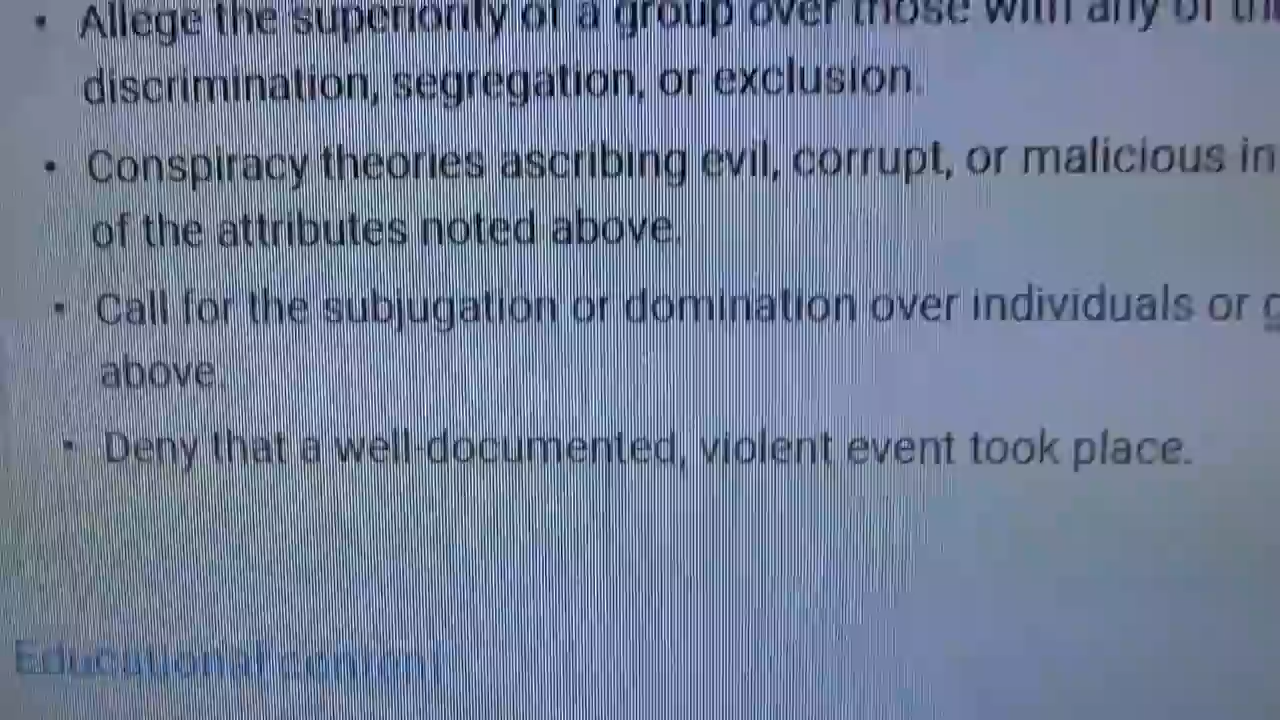 • Allege the superiority of a group over those with any of
discrimination, segregation, or exclusion.
• Conspiracy theories ascribing evil, corrupt, or malicious in
of the attributes noted above.
• Call for the subjugation or domination over individuals or g
above.
• Deny that a well-documented, violent event took place.
Educational content